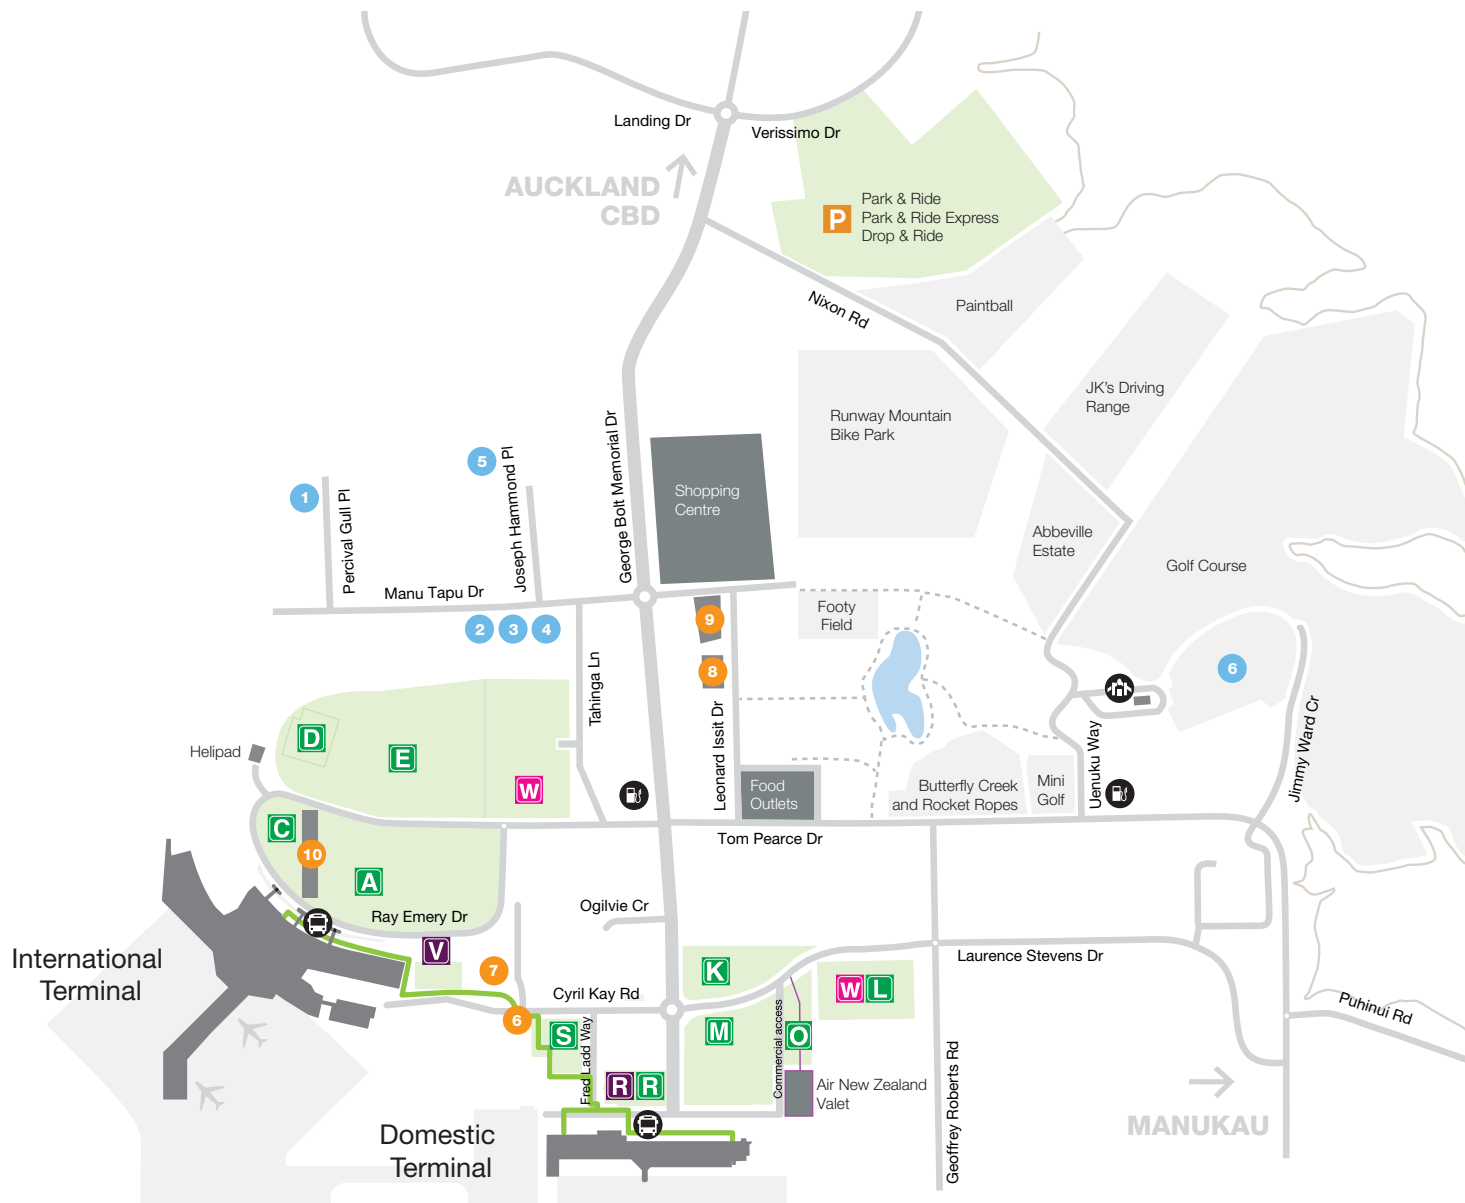 Landing Dr
Verissimo Dr
AUCKLAND
CBD
P
Park & Ride
Park & Ride Express
Drop & Ride
Nixon Rd
Paintball
JK's Driving
Range
Runway Mountain
Bike Park
George Bolt Memorial Dr
Shopping
Centre
5
Joseph Hammond Pl
1
Percival Gull Pl
Abbeville
Estate
Golf Course
Manu Tapu Dr
2
3
4
9
Footy
Field
8
6
Tahinga Ln
Leonard Issit Dr
Uenuku Way
Jimmy Ward Cr
Helipad
D
E
W
Food
Outlets
Butterfly Creek
and Rocket Ropes
Mini
Golf
Tom Pearce Dr
C
10
A
Ray Emery Dr
Ogilvie Cr
V
International
Terminal
7
Cyril Kay Rd
6
K
W
L
Laurence Stevens Dr
Puhinui Rd
S
Fred Ladd Way
M
Commercial access
O
R
R
Air New Zealand
Valet
Geoffrey Roberts Rd
MANUKAU
Domestic
Terminal